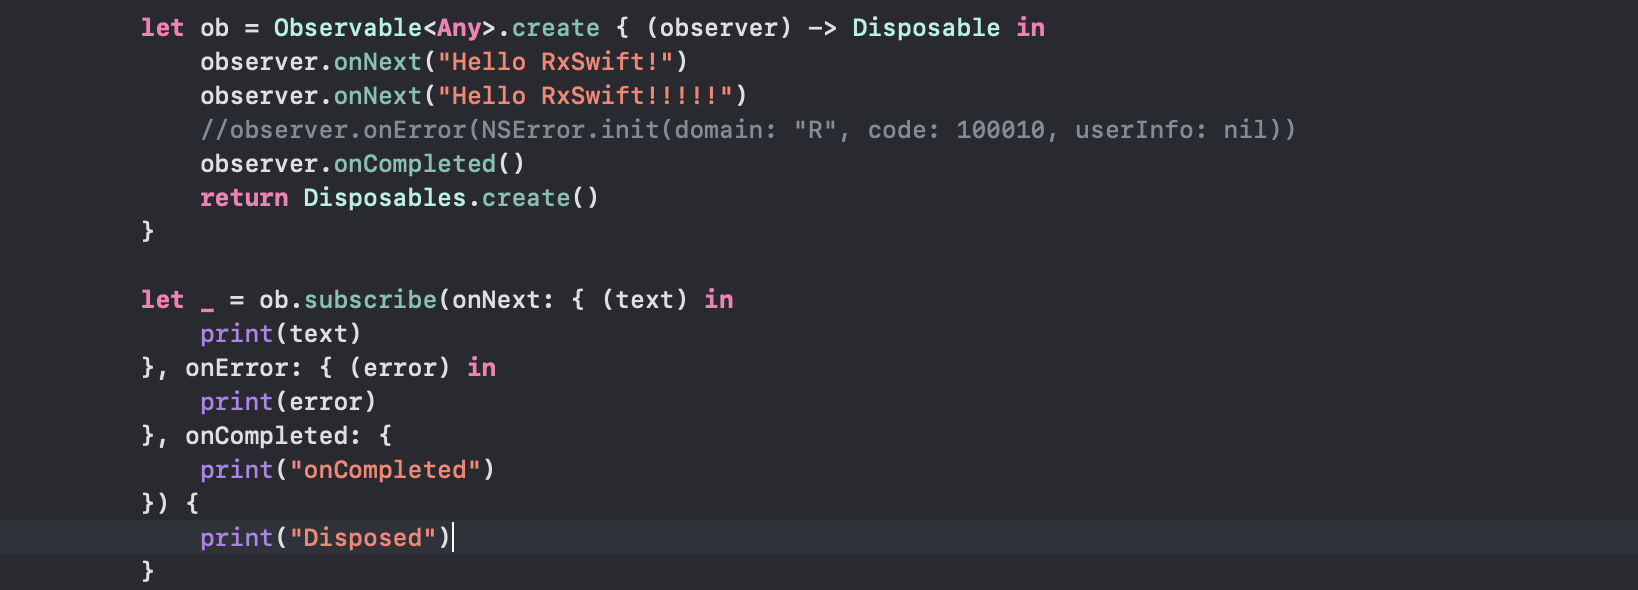 let ob = Observable<Any>.create { (observer) -> Disposable in
observer.onNext("Hello RxSwift!")
observer.onNext("Hello RxSwift!!!!!")
//observer.onError(NSError.init(domain: "R", code: 100010, userInfo: nil))
observer.onCompleted()
return Disposables.create()
}
let _ = ob.subscribe(onNext: { (text) in
print(text)
}, onError: { (error) in
print(error)
}, onCompleted: {
print("onCompleted")
}) {
print("Disposed")
}